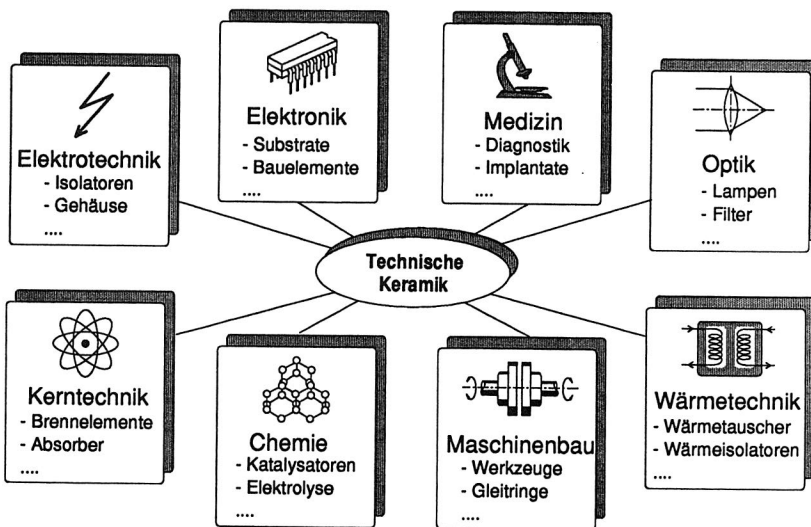 Elektrotechnik
- Isolatoren
- Gehäuse
....
Elektronik
- Substrate
- Bauelemente
....
Medizin
- Diagnostik
- Implantate
....
Optik
- Lampen
- Filter
....
Technische
Keramik
Kerntechnik
- Brennelemente
- Absorber
....
Chemie
- Katalysatoren
- Elektrolyse
....
Maschinenbau
- Werkzeuge
- Gleitringe
....
Wärmetechnik
- Wärmetauscher
- Wärmeisolatoren
....